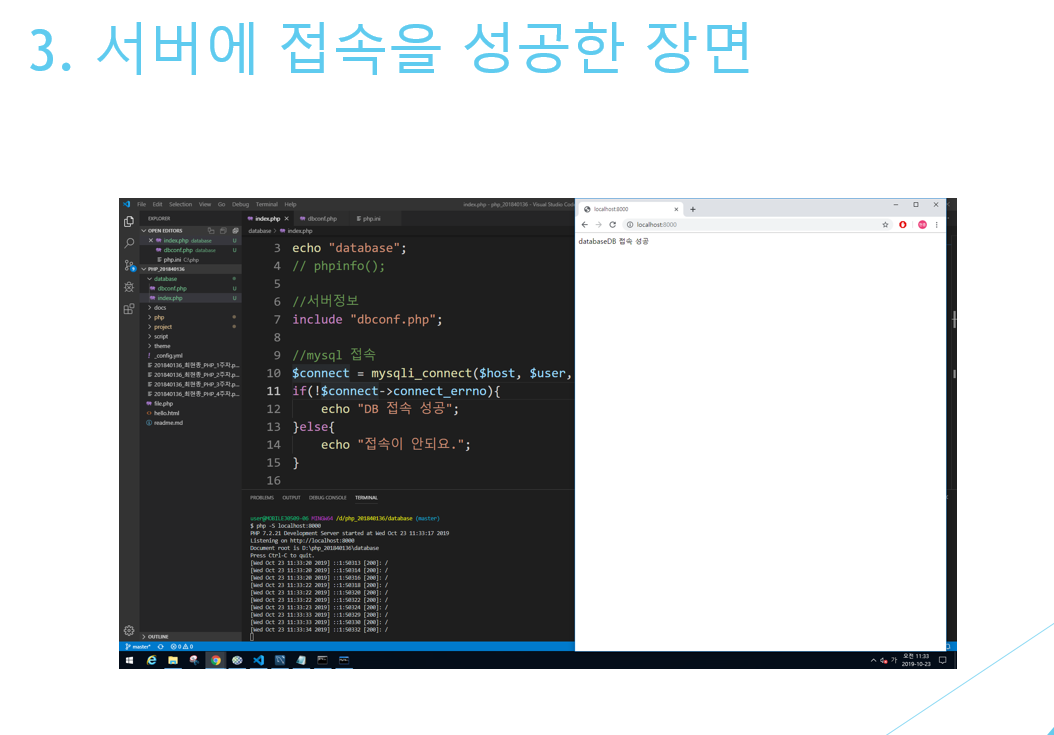 3. 서버에 접속을 성공한 장면
File Edit Selection View Go Debug Terminal Help
index.php - php_201840136 - Visual Studio Code
EXPLORER
OPEN EDITORS
index.php database U
dbconf.php database U
php.ini C:\php
PHP_201840136
database
dbconf.php U
index.php U
docs
php
project
script
theme
_config.yml
201840136_최현종_PHP_1주차.p...
201840136_최현종_PHP_2주차.p...
201840136_최현종_PHP_3주차.p...
201840136_최현종_PHP_4주차.p...
file.php
hello.html
readme.md
OUTLINE
index.php dbconf.php php.ini
database > index.php
3 echo "database";
4 // phpinfo();
5
6 //서버정보
7 include "dbconf.php";
8
9 //mysql 접속
10 $connect = mysqli_connect($host, $user,
11 if(!$connect->connect_errno){
12 echo "DB 접속 성공";
13 }else{
14 echo "접속이 안되요.";
15 }
16
PROBLEMS OUTPUT DEBUG CONSOLE TERMINAL
user@MOBILE30509-06 MINGW64 /d/php_201840136/database (master)
$ php -S localhost:8000
PHP 7.2.21 Development Server started at Wed Oct 23 11:33:17 2019
Listening on http://localhost:8000
Document root is D:\php_201840136\database
Press Ctrl-C to quit.
[Wed Oct 23 11:33:20 2019] ::1:50313 [200]: /
[Wed Oct 23 11:33:20 2019] ::1:50314 [200]: /
[Wed Oct 23 11:33:20 2019] ::1:50316 [200]: /
[Wed Oct 23 11:33:22 2019] ::1:50318 [200]: /
[Wed Oct 23 11:33:22 2019] ::1:50320 [200]: /
[Wed Oct 23 11:33:22 2019] ::1:50322 [200]: /
[Wed Oct 23 11:33:23 2019] ::1:50324 [200]: /
[Wed Oct 23 11:33:33 2019] ::1:50329 [200]: /
[Wed Oct 23 11:33:33 2019] ::1:50330 [200]: /
[Wed Oct 23 11:33:34 2019] ::1:50332 [200]: /
master* 0 0
localhost:8000
localhost:8000
databaseDB 접속 성공
가
오전 11:33
2019-10-23